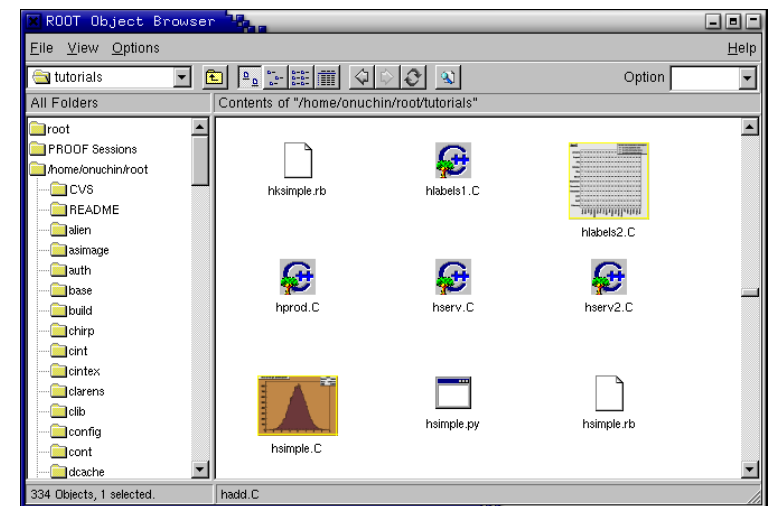 ROOT Object Browser
File View Options Help
tutorials Option
All Folders Contents of "/home/onuchin/root/tutorials"
root
PROOF Sessions
/home/onuchin/root
CVS
README
alien
asimage
auth
base
build
chirp
cint
cintex
clarens
clib
config
cont
dcache
hksimple.rb hlabels1.C
hlabels2.C
hprod.C hserv.C hserv2.C
hsimple.py hsimple.rb
hsimple.C
334 Objects, 1 selected. hadd.C